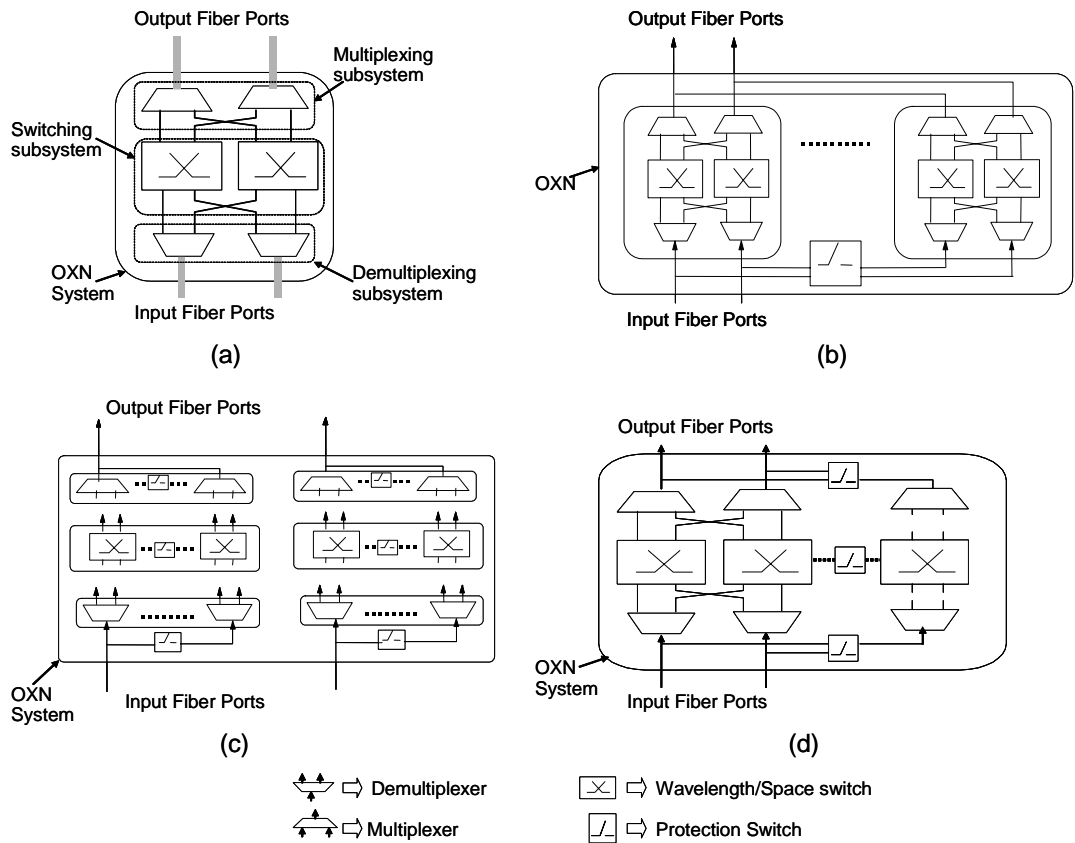 Output Fiber Ports
Multiplexing
subsystem
Switching
subsystem
OXN
System
Demultiplexing
subsystem
Input Fiber Ports
(a)
Output Fiber Ports
OXN
Input Fiber Ports
(b)
Output Fiber Ports
OXN
System
Input Fiber Ports
(c)
Output Fiber Ports
OXN
System
Input Fiber Ports
(d)
Demultiplexer
Multiplexer
Wavelength/Space switch
Protection Switch